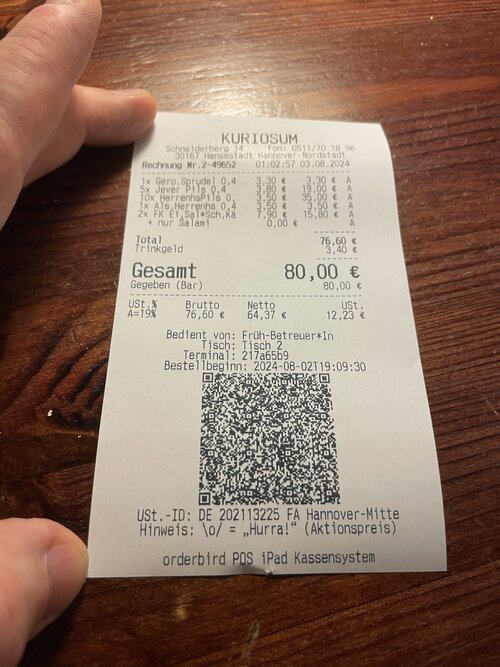 KURIOSUM
Schneiderberg 14 Fon: 0511/70 18 96
30167 Hansestadt Hannover-Nordstadt
Rechnung Nr.2-49652 01:02:57 03.08.2024
1x Gero.Sprudel 0,4 3,30 € 3,30 € A
5x Jever Pils 0,4 3,80 € 19,00 € A
10x HerrenhsPils 0, 3,50 € 35,00 € A
1x Als.Herrenhs 0,4 3,50 € 3,50 € A
2x FK Ei,Sal*Sch,Kä 7,90 € 15,80 € A
+ nur Salami 0,00 € A
Total 76,60 €
Trinkgeld 3,40 €
Gesamt 80,00 €
Gegeben (Bar) 80,00 €
USt.% Brutto Netto USt.
A=19% 76,60 € 64,37 € 12,23 €
Bedient von: Früh-Betreuer*In
Tisch: Tisch 2
Terminal: 217a65b9
Bestellbeginn: 2024-08-02T19:09:30
USt.-ID: DE 202113225 FA Hannover-Mitte
Hinweis: \o/ = „Hurra!“ (Aktionspreis)
orderbird POS iPad Kassensystem